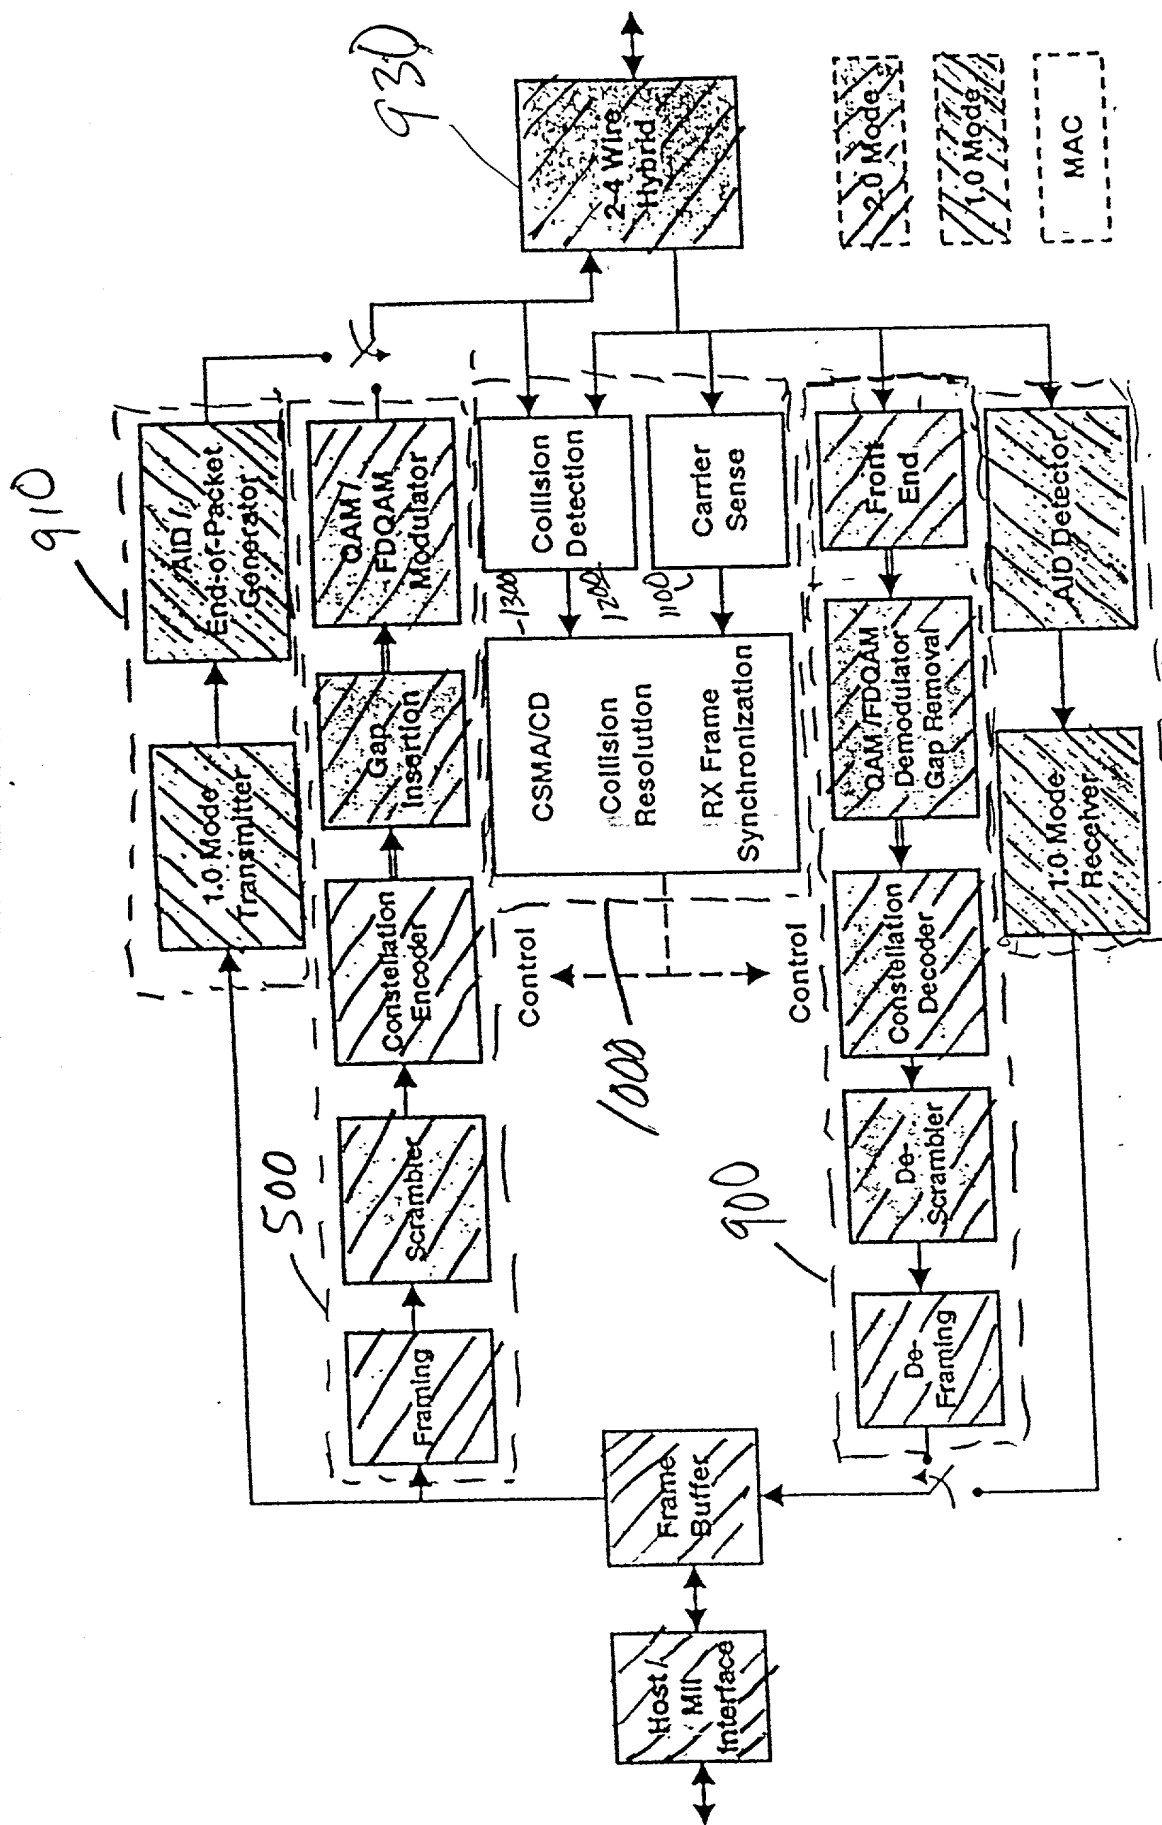 910
AID /
End-of-Packet
Generator
1.0 Mode
Transmitter
930
2-4 Wire
Hybrid
500
Framing
Scrambler
Constellation
Encoder
Gap
Insertion
QAM /
FDQAM
Modulator
Collision
Detection
Carrier
Sense
1300
1200
1100
CSMA/CD
Collision
Resolution
RX Frame
Synchronization
Control
Control
1000
Host /
MII
Interface
Frame
Buffer
900
De-
Framing
De-
Scrambler
Constellation
Decoder
QAM /FDQAM
Demodulator
Gap Removal
Front
End
1.0 Mode
Receiver
AID Detector
2.0 Mode
1.0 Mode
MAC